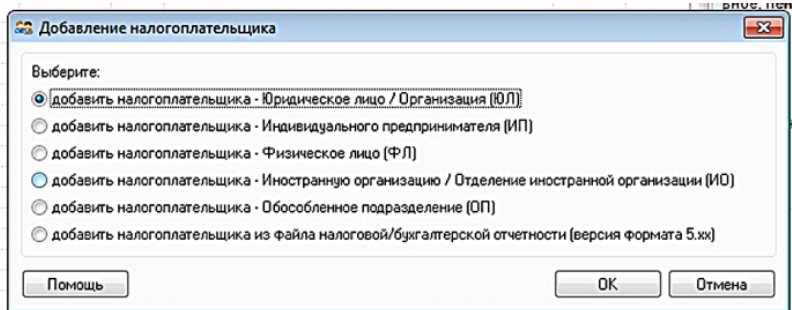 Добавление налогоплательщика
Выберите:
добавить налогоплательщика - Юридическое лицо / Организация (ЮЛ)
добавить налогоплательщика - Индивидуального предпринимателя (ИП)
добавить налогоплательщика - Физическое лицо (ФЛ)
добавить налогоплательщика - Иностранную организацию / Отделение иностранной организации (ИО)
добавить налогоплательщика - Обособленное подразделение (ОП)
добавить налогоплательщика из файла налоговой/бухгалтерской отчетности (версия формата 5.хх)
Помощь OK Отмена